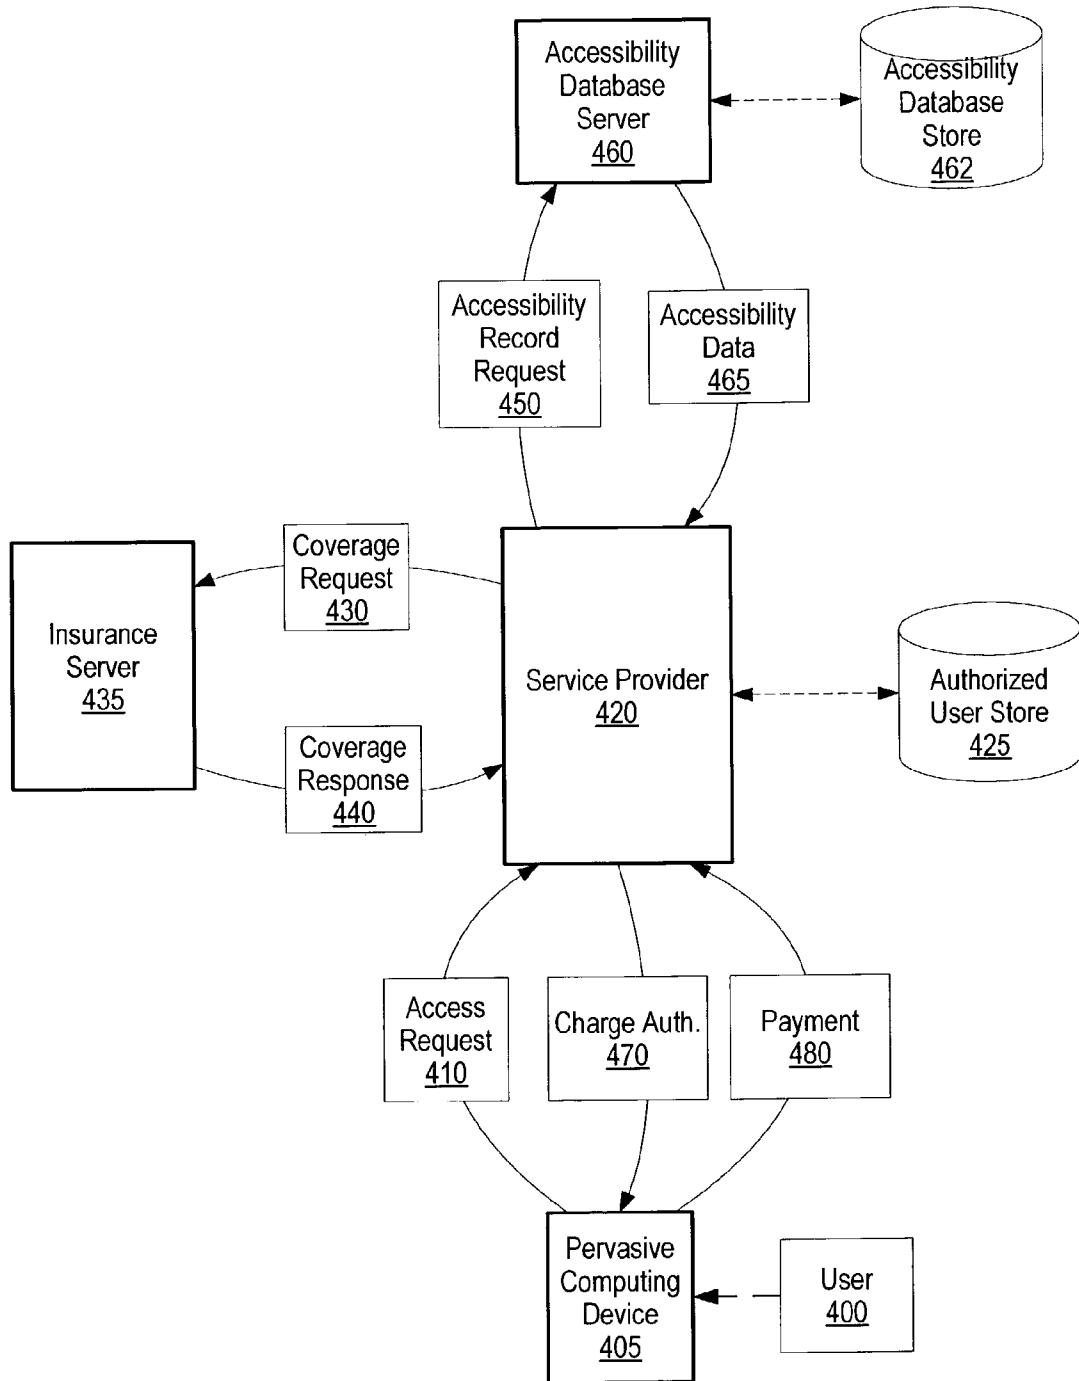 Accessibility
Database
Server
460
Accessibility
Database
Store
462
Accessibility
Record
Request
450
Accessibility
Data
465
Coverage
Request
430
Insurance
Server
435
Service Provider
420
Authorized
User Store
425
Coverage
Response
440
Access
Request
410
Charge Auth.
470
Payment
480
Pervasive
Computing
Device
405
User
400